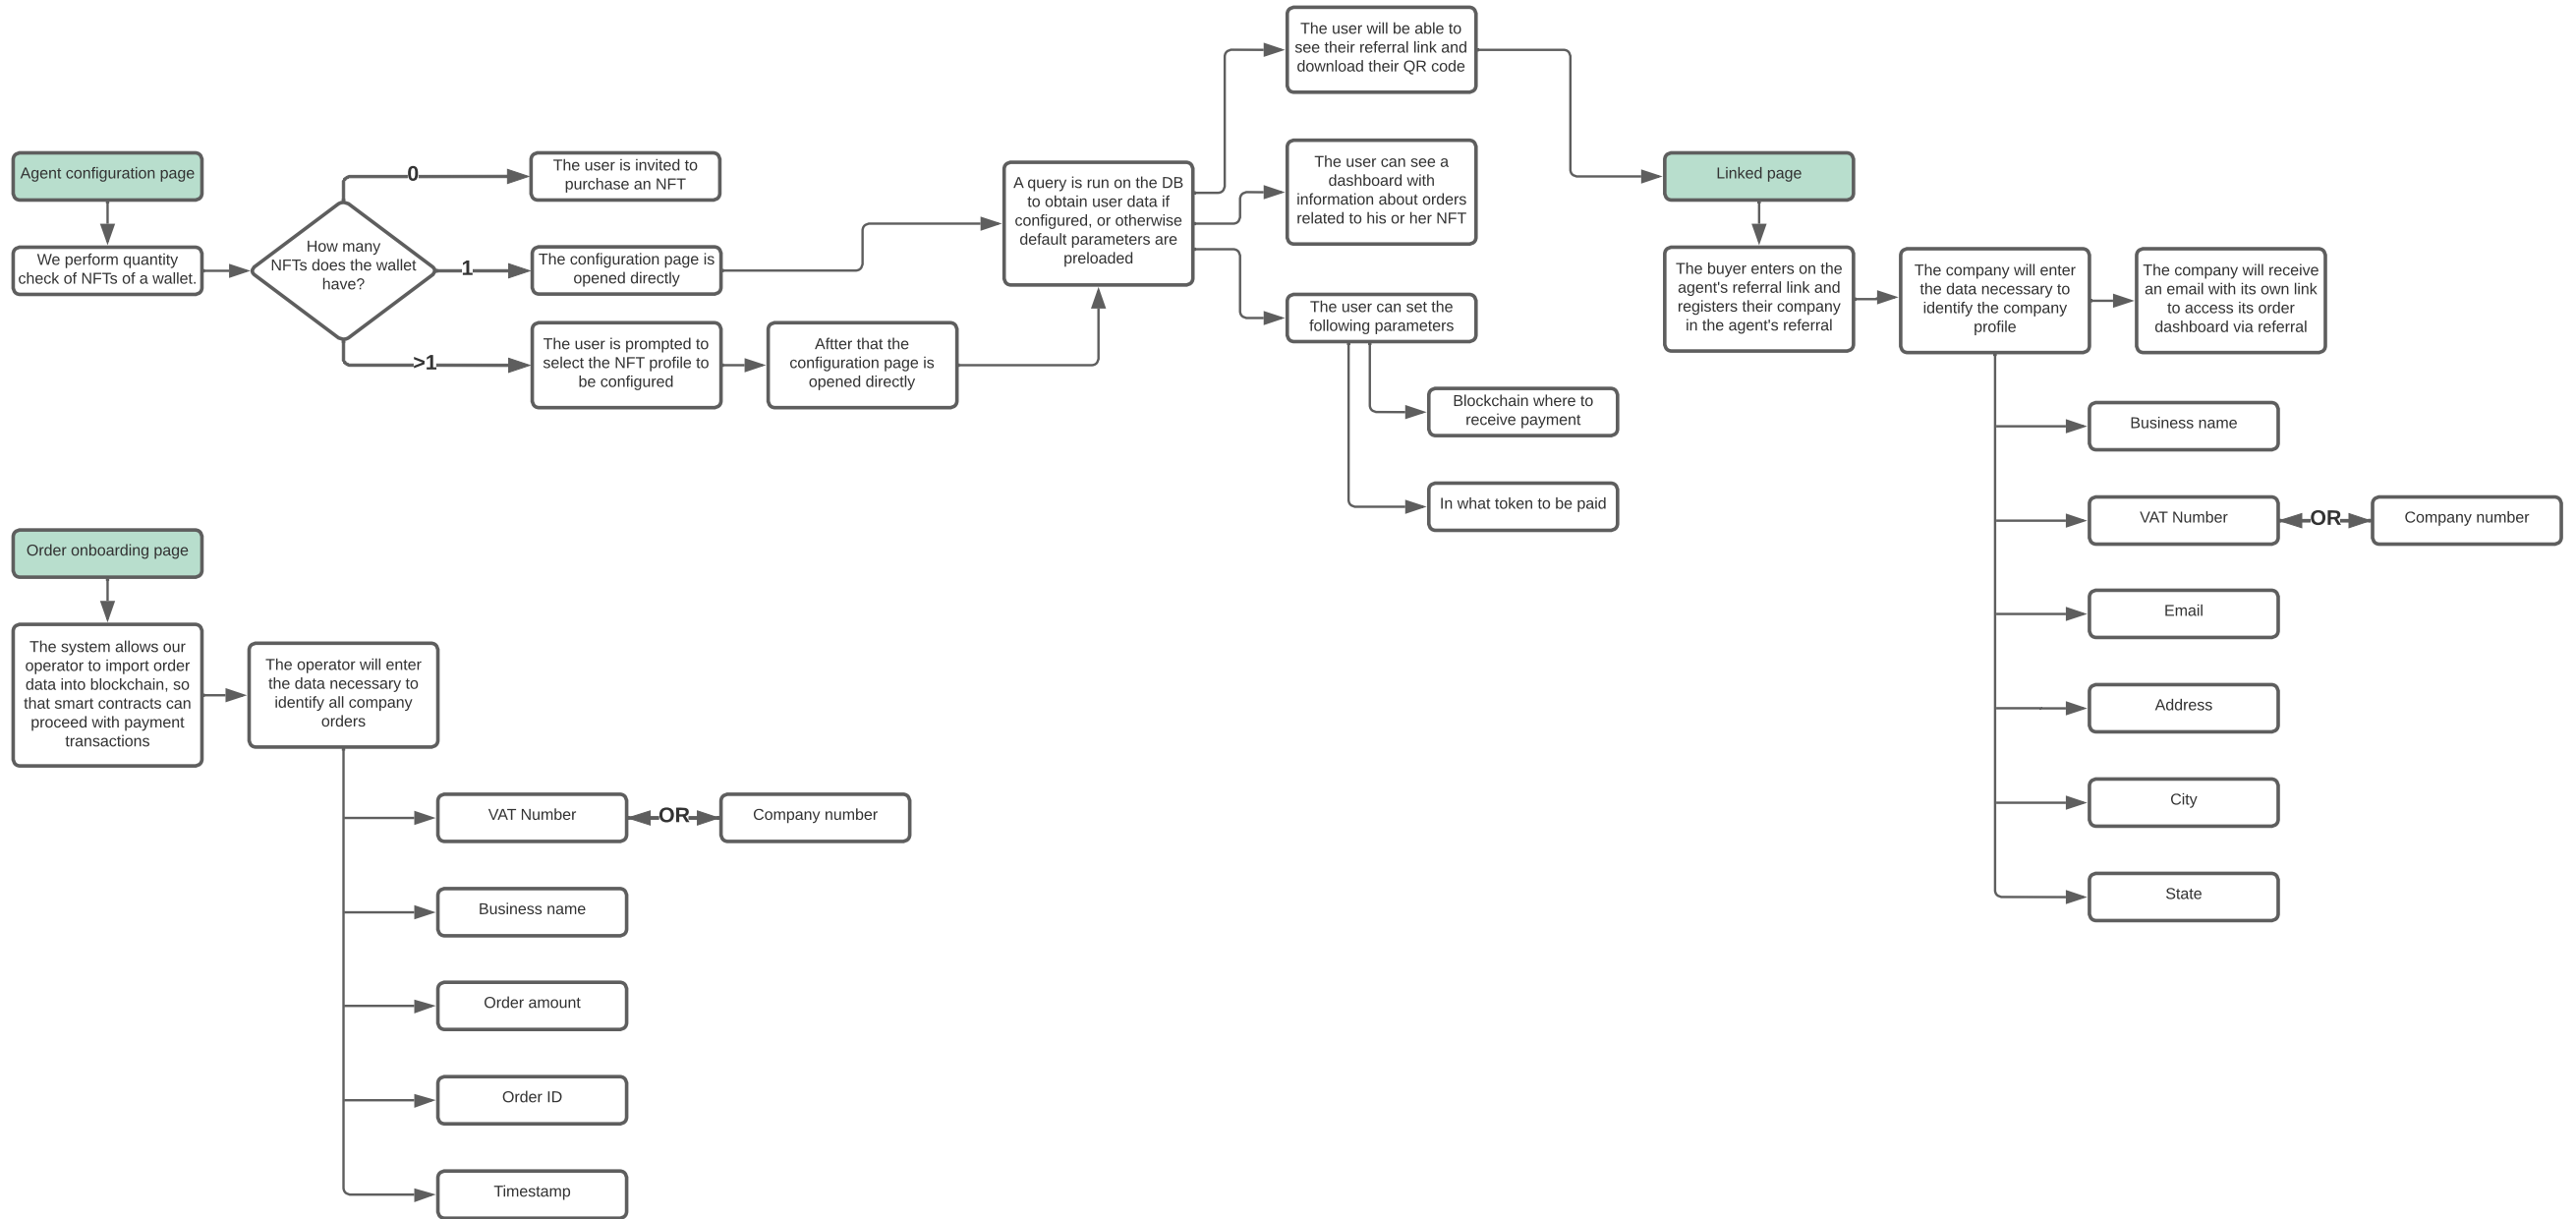 Agent configuration page
We perform quantity
check of NFTs of a wallet.
How many
NFTs does the wallet
have?
0
The user is invited to
purchase an NFT
1
The configuration page is
opened directly
>1
The user is prompted to
select the NFT profile to
be configured
Aftter that the
configuration page is
opened directly
A query is run on the DB
to obtain user data if
configured, or otherwise
default parameters are
preloaded
The user will be able to
see their referral link and
download their QR code
The user can see a
dashboard with
information about orders
related to his or her NFT
The user can set the
following parameters
Blockchain where to
receive payment
In what token to be paid
Linked page
The buyer enters on the
agent's referral link and
registers their company
in the agent's referral
The company will enter
the data necessary to
identify the company
profile
The company will receive
an email with its own link
to access its order
dashboard via referral
Business name
VAT Number
OR
Company number
Email
Address
City
State
Order onboarding page
The system allows our
operator to import order
data into blockchain, so
that smart contracts can
proceed with payment
transactions
The operator will enter
the data necessary to
identify all company
orders
VAT Number
OR
Company number
Business name
Order amount
Order ID
Timestamp